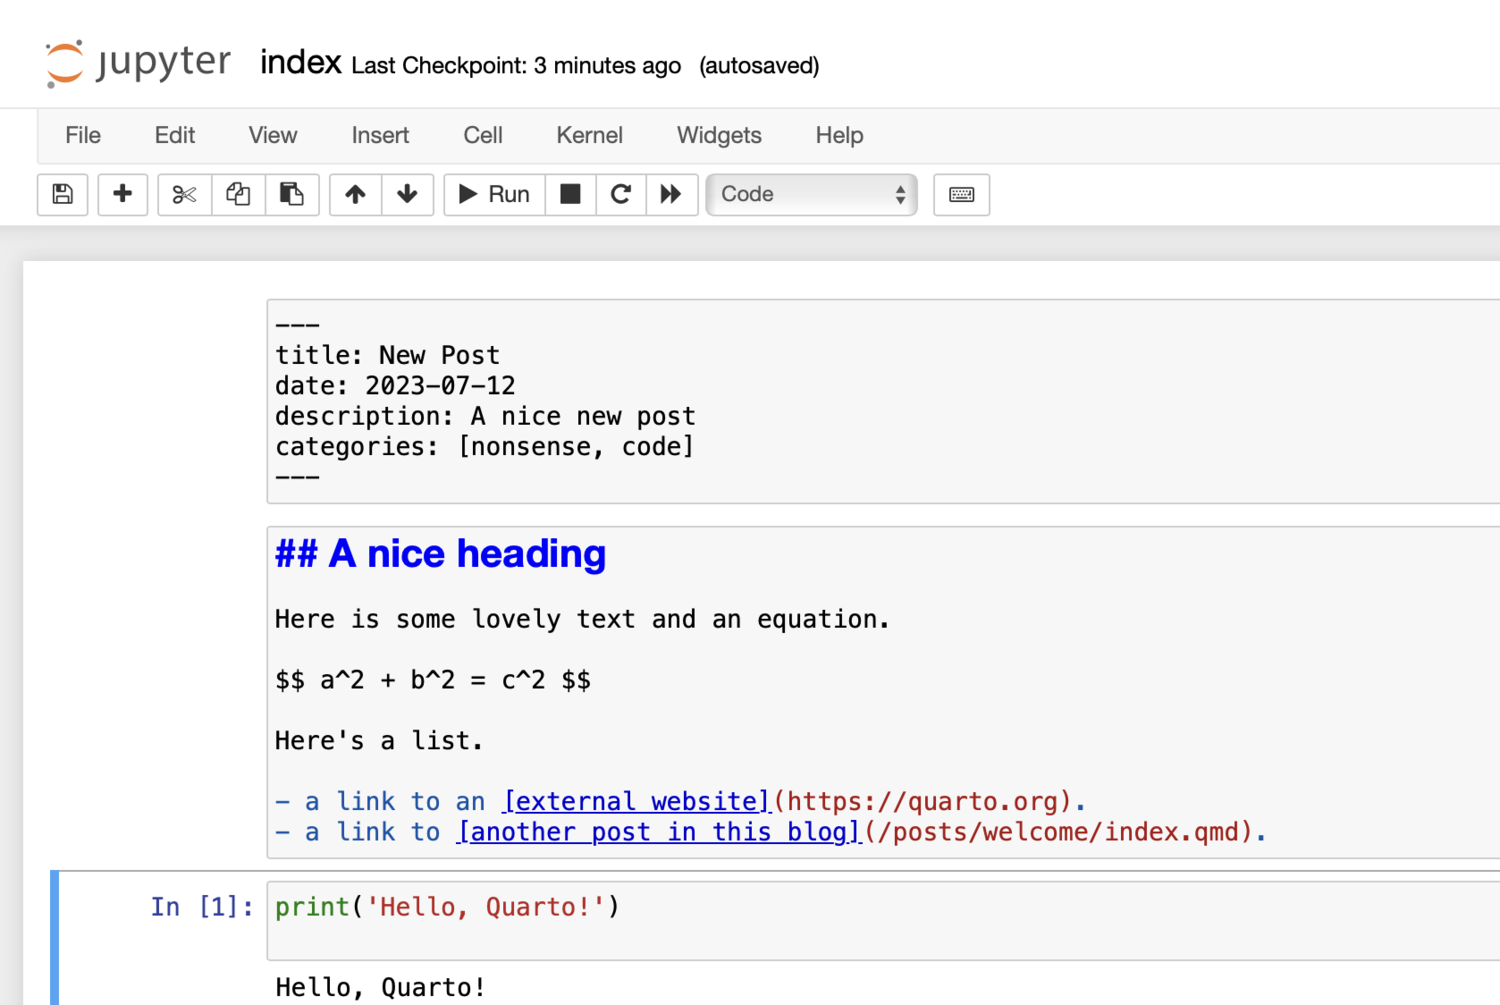 jupyter index Last Checkpoint: 3 minutes ago (autosaved)
File Edit View Insert Cell Kernel Widgets Help
Run Code
---
title: New Post
date: 2023-07-12
description: A nice new post
categories: [nonsense, code]
---
## A nice heading
Here is some lovely text and an equation.
$$ a^2 + b^2 = c^2 $$
Here's a list.
- a link to an [external website](https://quarto.org).
- a link to [another post in this blog](/posts/welcome/index.qmd).
In [1]: print('Hello, Quarto!')
Hello, Quarto!